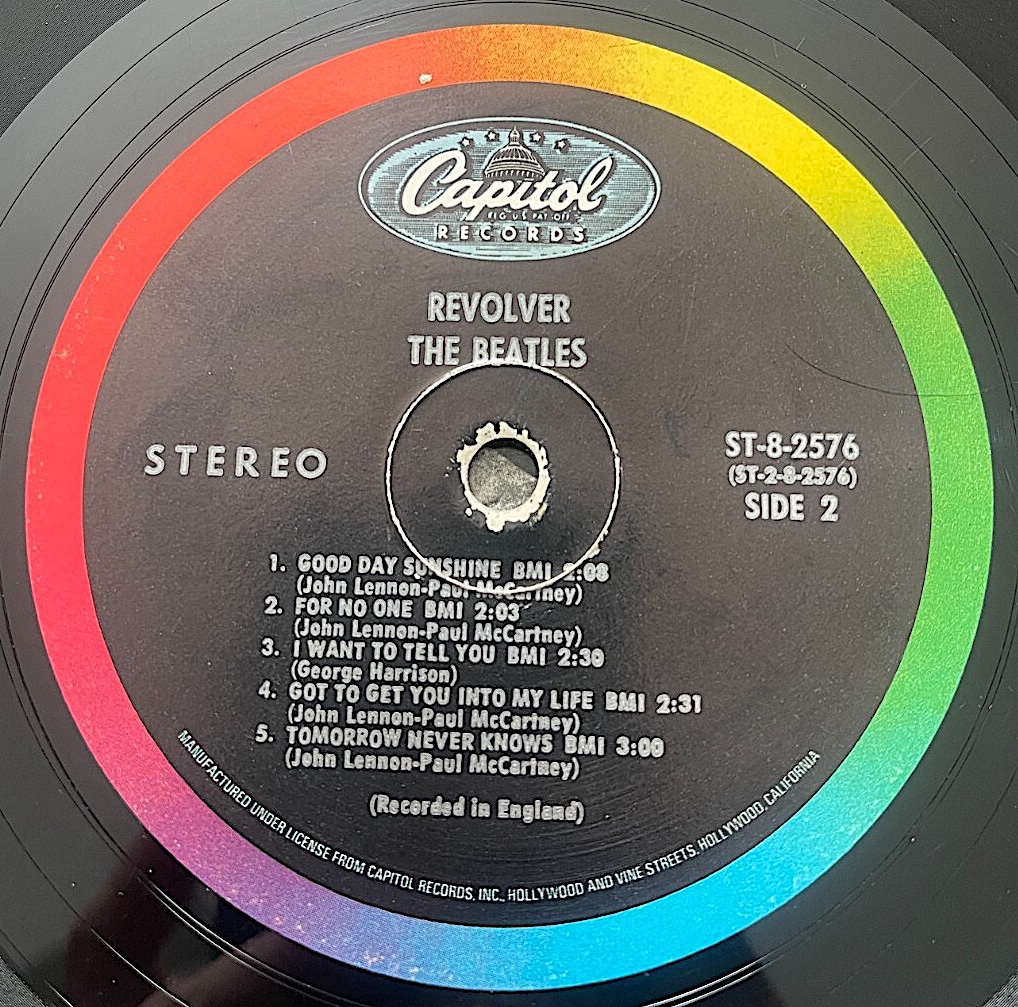 Capitol
REG. U.S. PAT. OFF.
RECORDS
REVOLVER
THE BEATLES
STEREO
ST-8-2576
(ST-2-8-2576)
SIDE 2
1. GOOD DAY SUNSHINE BMI 2:08
(John Lennon-Paul McCartney)
2. FOR NO ONE BMI 2:03
(John Lennon-Paul McCartney)
3. I WANT TO TELL YOU BMI 2:30
(George Harrison)
4. GOT TO GET YOU INTO MY LIFE BMI 2:31
(John Lennon-Paul McCartney)
5. TOMORROW NEVER KNOWS BMI 3:00
(John Lennon-Paul McCartney)
(Recorded in England)
MANUFACTURED UNDER LICENSE FROM CAPITOL RECORDS, INC., HOLLYWOOD AND VINE STREETS, HOLLYWOOD, CALIFORNIA